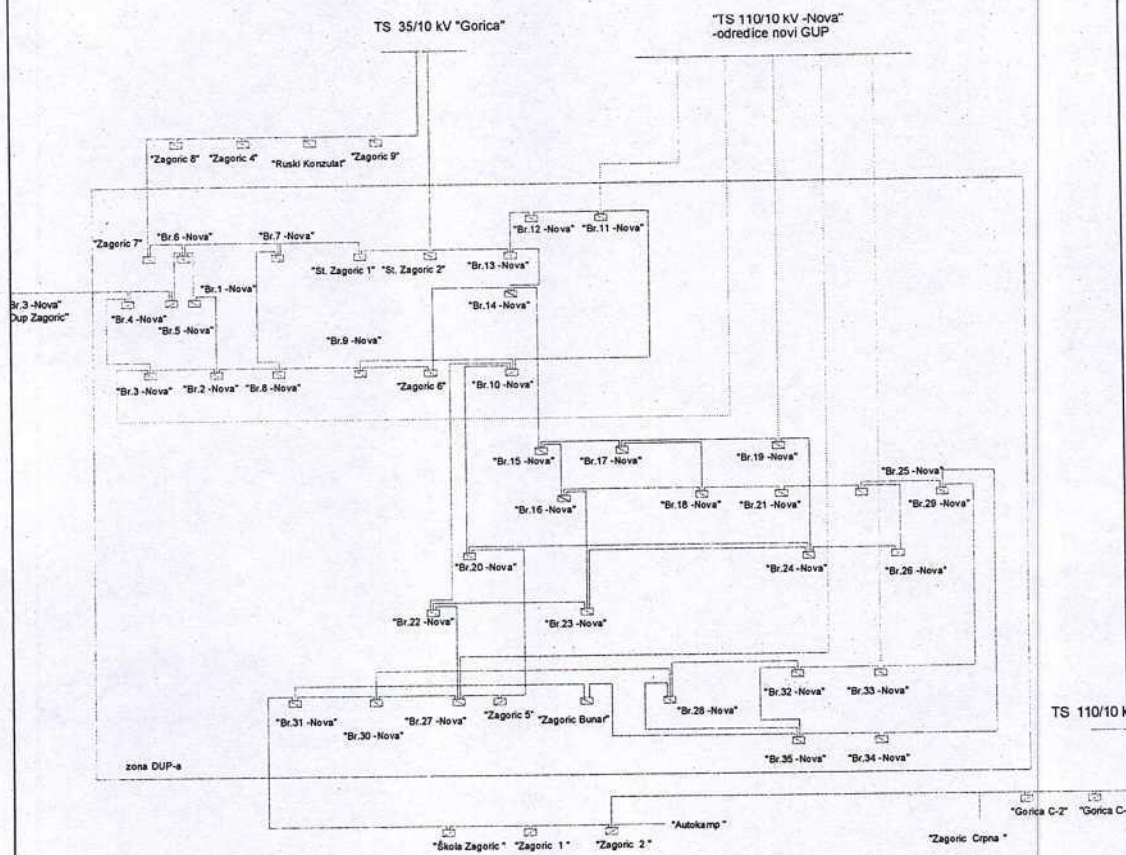 TS 35/10 kV "Gorica"
"TS 110/10 kV -Nova"
-odredice novi GUP
"Zagoric 8" "Zagoric 4" "Ruski Konzulat" "Zagoric 9"
"Br.12 -Nova" "Br.11 -Nova"
"Zagoric 7" "Br.6 -Nova" "Br.7 -Nova"
"St. Zagoric 1" "St. Zagoric 2" "Br.13 -Nova"
"Br.1 -Nova"
Br.3 -Nova"
Dup Zagoric"
"Br.4 -Nova" "Br.14 -Nova"
"Br.5 -Nova"
"Br.9 -Nova"
"Br.3 -Nova" "Br.2 -Nova" "Br.8 -Nova" "Zagoric 6" "Br.10 -Nova"
"Br.15 -Nova" "Br.17 -Nova" "Br.19 -Nova"
"Br.25 -Nova"
"Br.16 -Nova" "Br.18 -Nova" "Br.21 -Nova" "Br.29 -Nova"
"Br.20 -Nova" "Br.24 -Nova" "Br.26 -Nova"
"Br.22 -Nova" "Br.23 -Nova"
"Br.32 -Nova" "Br.33 -Nova"
"Br.31 -Nova" "Br.27 -Nova" "Zagoric 5" "Zagoric Bunar" "Br.28 -Nova"
"Br.30 -Nova"
TS 110/10 k
"Br.35 -Nova" "Br.34 -Nova"
zona DUP-a
"Gorica C-2" "Gorica C-
"Autokamp"
"Škola Zagoric" "Zagoric 1" "Zagoric 2" "Zagoric Crpna"